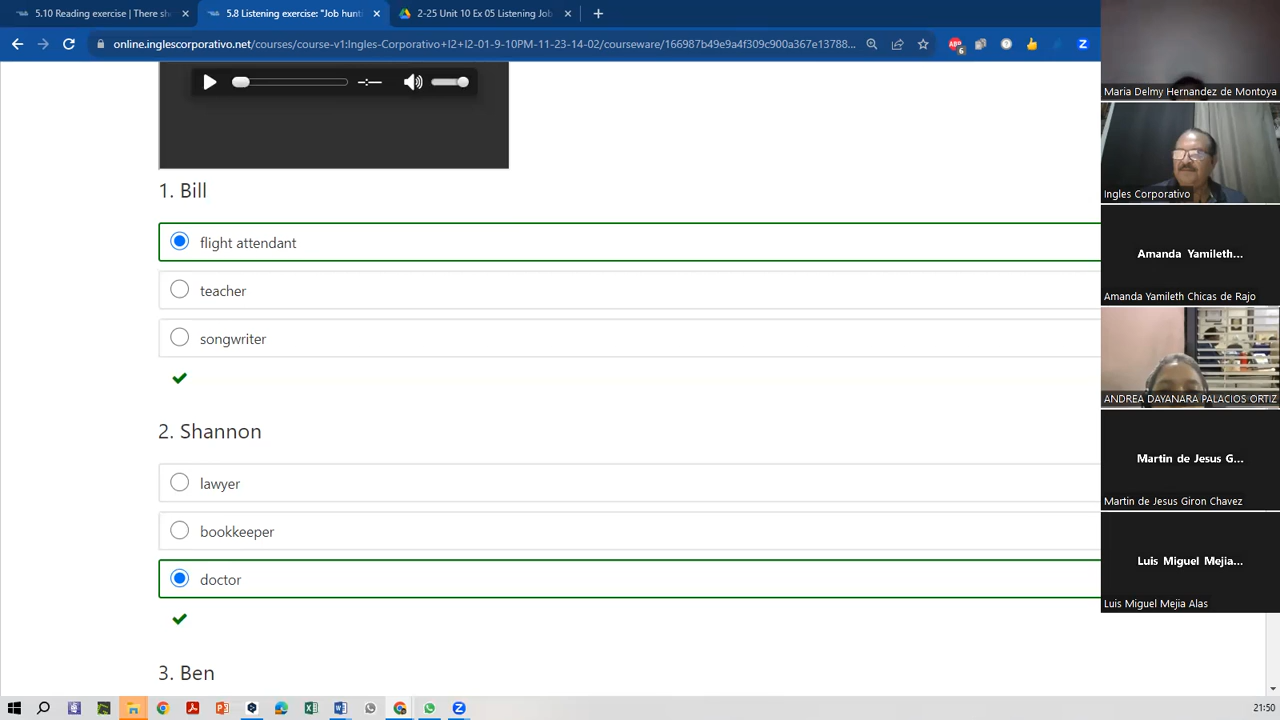 5.10 Reading exercise | There sh
5.8 Listening exercise: "Job hunt
2-25 Unit 10 Ex 05 Listening Job
online.inglescorporativo.net/courses/course-v1:Ingles-Corporativo+I2+I2-01-9-10PM-11-23-14-02/courseware/166987b49e9a4f309c900a367e13788...
6
1. Bill
flight attendant
teacher
songwriter
2. Shannon
lawyer
bookkeeper
doctor
3. Ben
Maria Delmy Hernandez de Montoya
Ingles Corporativo
Amanda Yamileth...
Amanda Yamileth Chicas de Rajo
ANDREA DAYANARA PALACIOS ORTIZ
Martin de Jesus G...
Martin de Jesus Giron Chavez
Luis Miguel Mejia...
Luis Miguel Mejia Alas
21:50